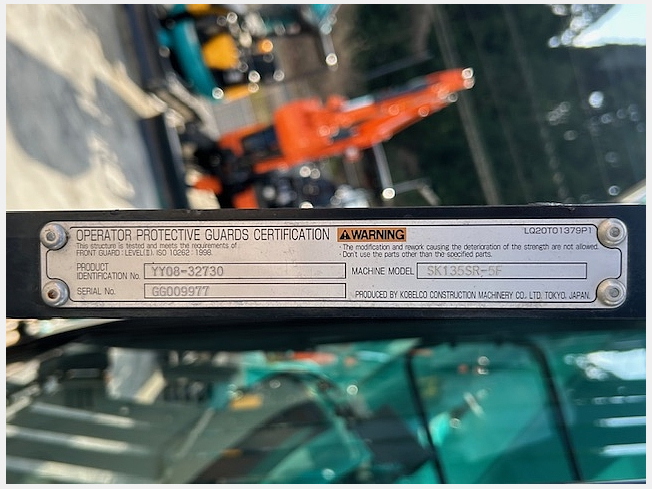 OPERATOR PROTECTIVE GUARDS CERTIFICATION
This structure is tested and meets the requirements of:
FRONT GUARD : LEVEL(Ⅱ), ISO 10262 : 1998.
WARNING
LQ20T01379P1
·The modification and rework causing the deterioration of the strength are not allowed.
·Don't use the parts other than the specified parts.
PRODUCT
IDENTIFICATION No. YY08-32730
MACHINE MODEL SK135SR-5F
SERIAL No. GG009977
PRODUCED BY KOBELCO CONSTRUCTION MACHINERY CO., LTD. TOKYO, JAPAN.